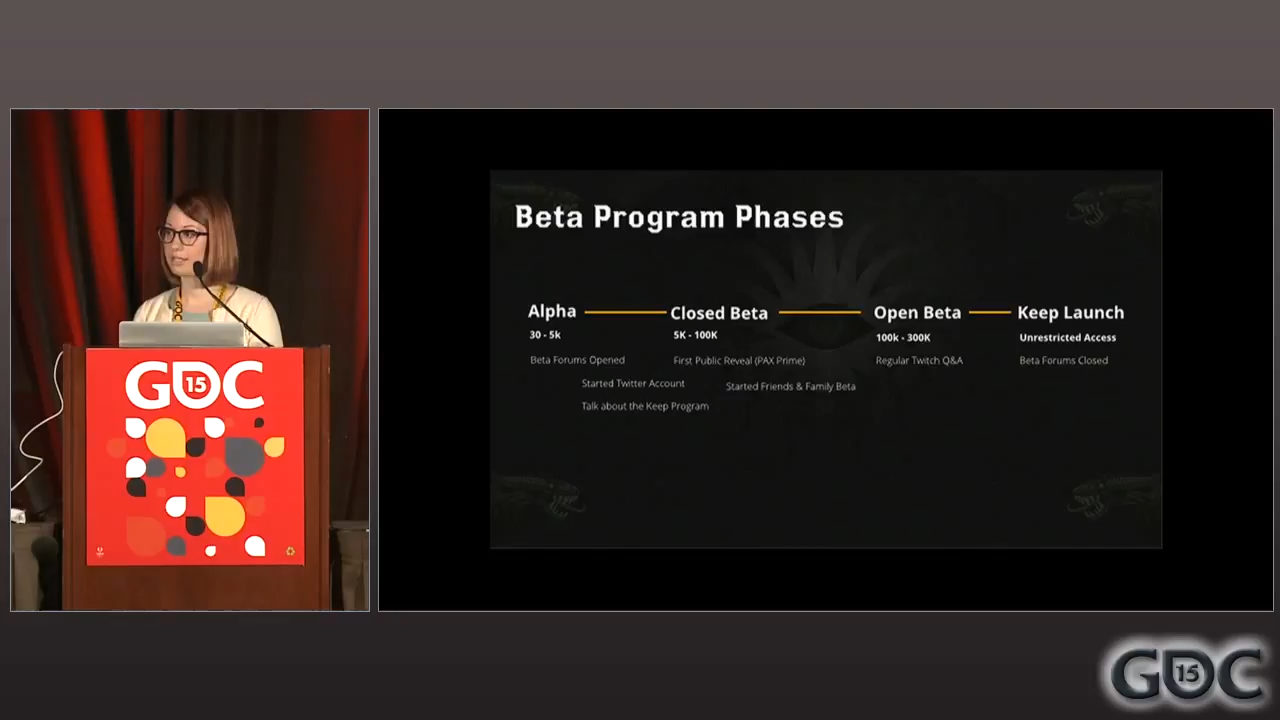 Beta Program Phases
Alpha
Closed Beta
Open Beta
Keep Launch
30 - 5k
5K - 100K
100k - 300K
Unrestricted Access
Beta Forums Opened
First Public Reveal (PAX Prime)
Regular Twitch Q&A
Beta Forums Closed
Started Twitter Account
Started Friends & Family Beta
Talk about the Keep Program
GDC
15
GDC
15